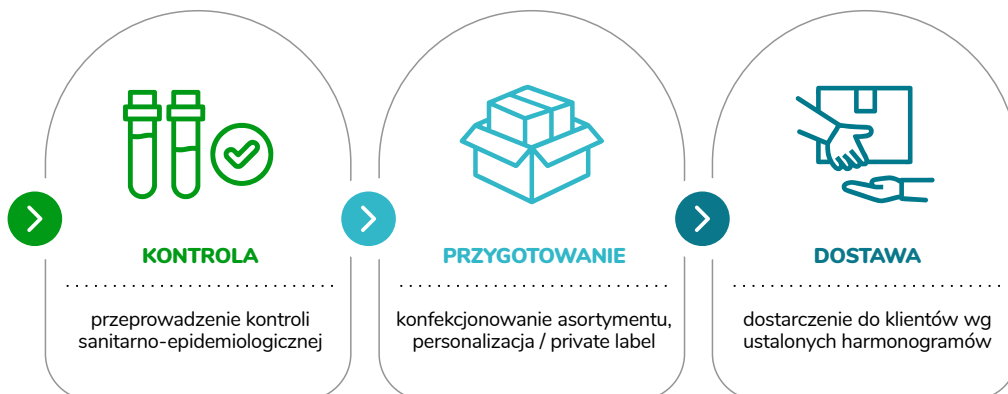 KONTROLA
przeprowadzenie kontroli
sanitarno-epidemiologicznej
PRZYGOTOWANIE
konfekcjonowanie asortymentu,
personalizacja / private label
DOSTAWA
dostarczenie do klientów wg
ustalonych harmonogramów